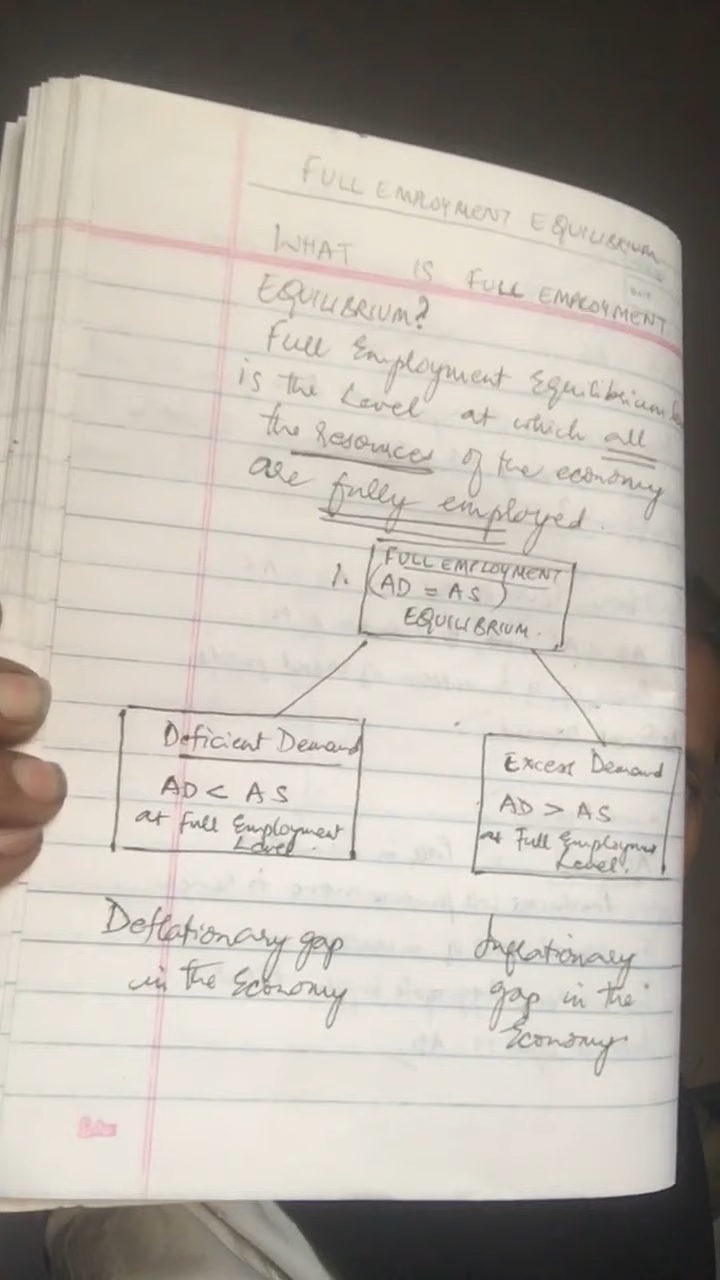 FULL EMPLOYMENT EQUILIBRIUM
WHAT IS FULL EMPLOYMENT
EQUILIBRIUM?
Full Employment Equilibrium
is the Level at which all
the resources of the economy
are fully employed.
1. FULL EMPLOYMENT
(AD = AS)
EQUILIBRIUM.
Deficient Demand
AD < AS
at Full Employment
Level.
Excess Demand
AD > AS
at Full Employment
Level.
Deflationary gap
in the Economy
Inflationary
gap in the
Economy